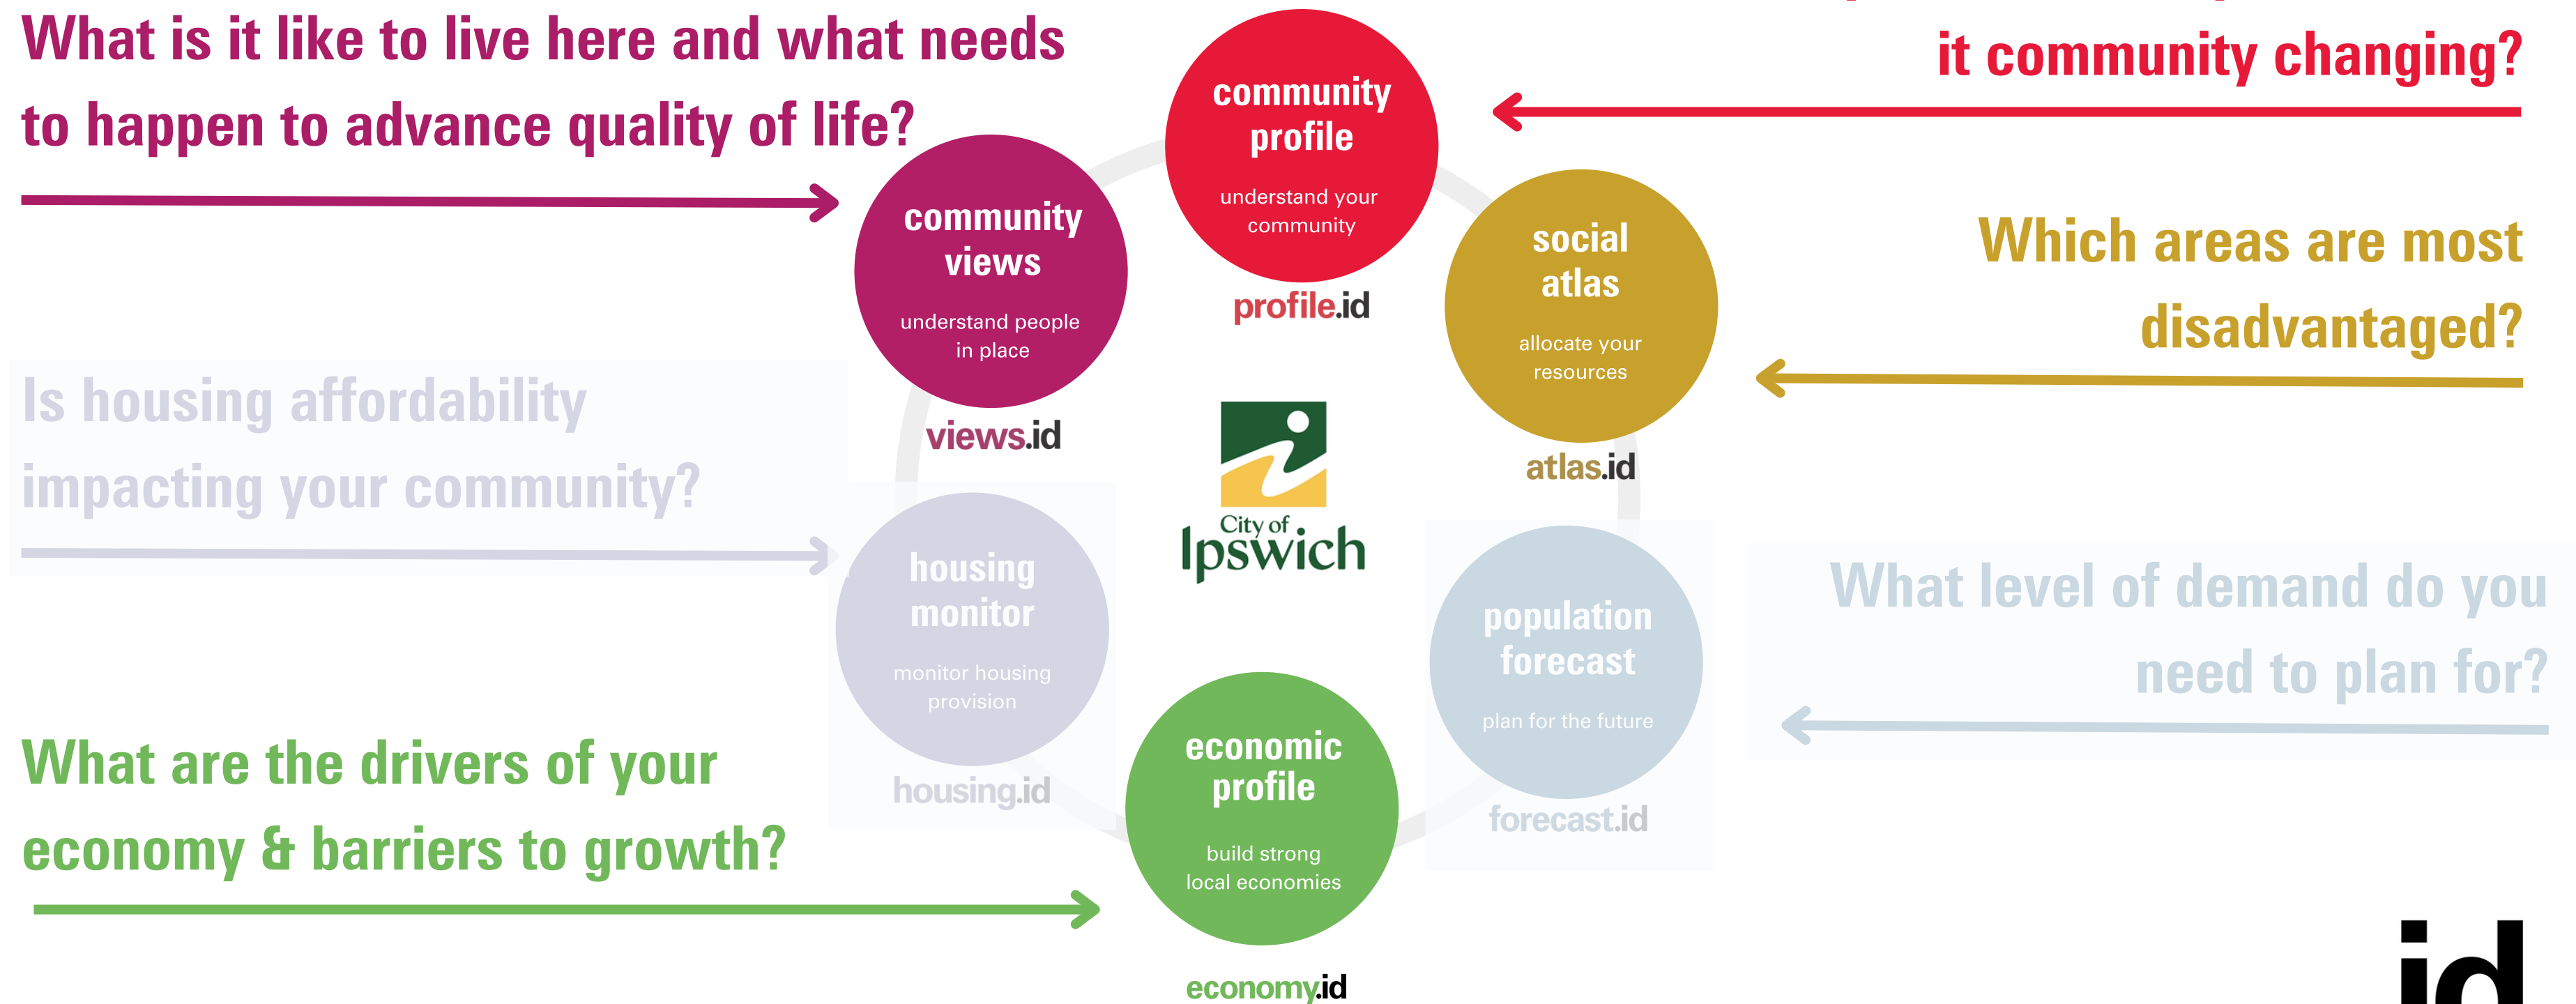 What is it like to live here and what needs
to happen to advance quality of life?
it community changing?
community
profile
understand your
community
profile.id
community
views
understand people
in place
views.id
social
atlas
allocate your
resources
atlas.id
Which areas are most
disadvantaged?
Is housing affordability
impacting your community?
City of
Ipswich
housing
monitor
monitor housing
provision
housing.id
population
forecast
plan for the future
forecast.id
What level of demand do you
need to plan for?
What are the drivers of your
economy & barriers to growth?
economic
profile
build strong
local economies
economy.id
id